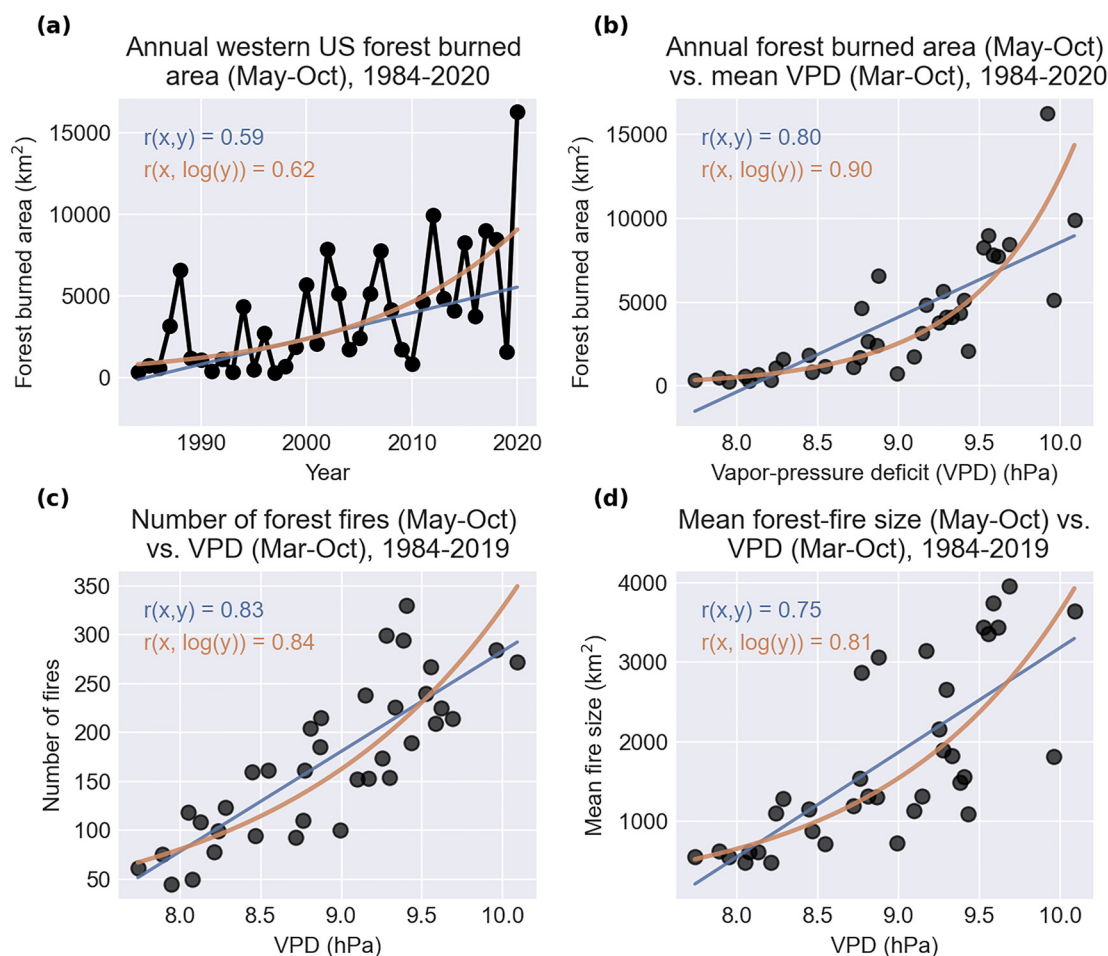 (a)
Annual western US forest burned
area (May-Oct), 1984-2020
r(x,y) = 0.59
r(x, log(y)) = 0.62
Forest burned area (km²)
15000
10000
5000
0
1990
2000
2010
2020
Year
(b)
Annual forest burned area (May-Oct)
vs. mean VPD (Mar-Oct), 1984-2020
r(x,y) = 0.80
r(x, log(y)) = 0.90
Forest burned area (km²)
15000
10000
5000
0
8.0
8.5
9.0
9.5
10.0
Vapor-pressure deficit (VPD) (hPa)
(c)
Number of forest fires (May-Oct)
vs. VPD (Mar-Oct), 1984-2019
r(x,y) = 0.83
r(x, log(y)) = 0.84
Number of fires
350
300
250
200
150
100
50
8.0
8.5
9.0
9.5
10.0
VPD (hPa)
(d)
Mean forest-fire size (May-Oct) vs.
VPD (Mar-Oct), 1984-2019
r(x,y) = 0.75
r(x, log(y)) = 0.81
Mean fire size (km²)
4000
3000
2000
1000
8.0
8.5
9.0
9.5
10.0
VPD (hPa)